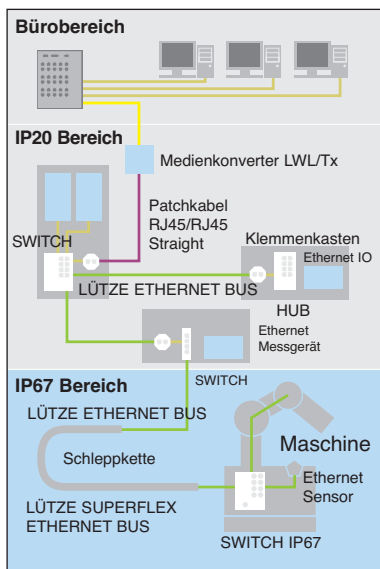 Bürobereich
IP20 Bereich
Medienkonverter LWL/Tx
Patchkabel
RJ45/RJ45
Straight
SWITCH
Klemmenkasten
Ethernet IO
LÜTZE ETHERNET BUS
HUB
Ethernet
Messgerät
SWITCH
IP67 Bereich
LÜTZE ETHERNET BUS
Maschine
Schleppkette
Ethernet
Sensor
LÜTZE SUPERFLEX
ETHERNET BUS
SWITCH IP67